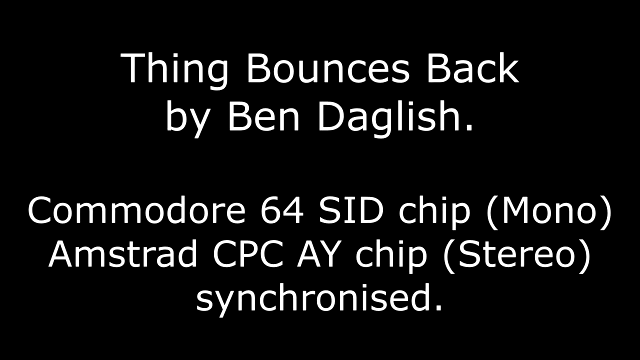 Thing Bounces Back
by Ben Daglish.
Commodore 64 SID chip (Mono)
Amstrad CPC AY chip (Stereo)
synchronised.